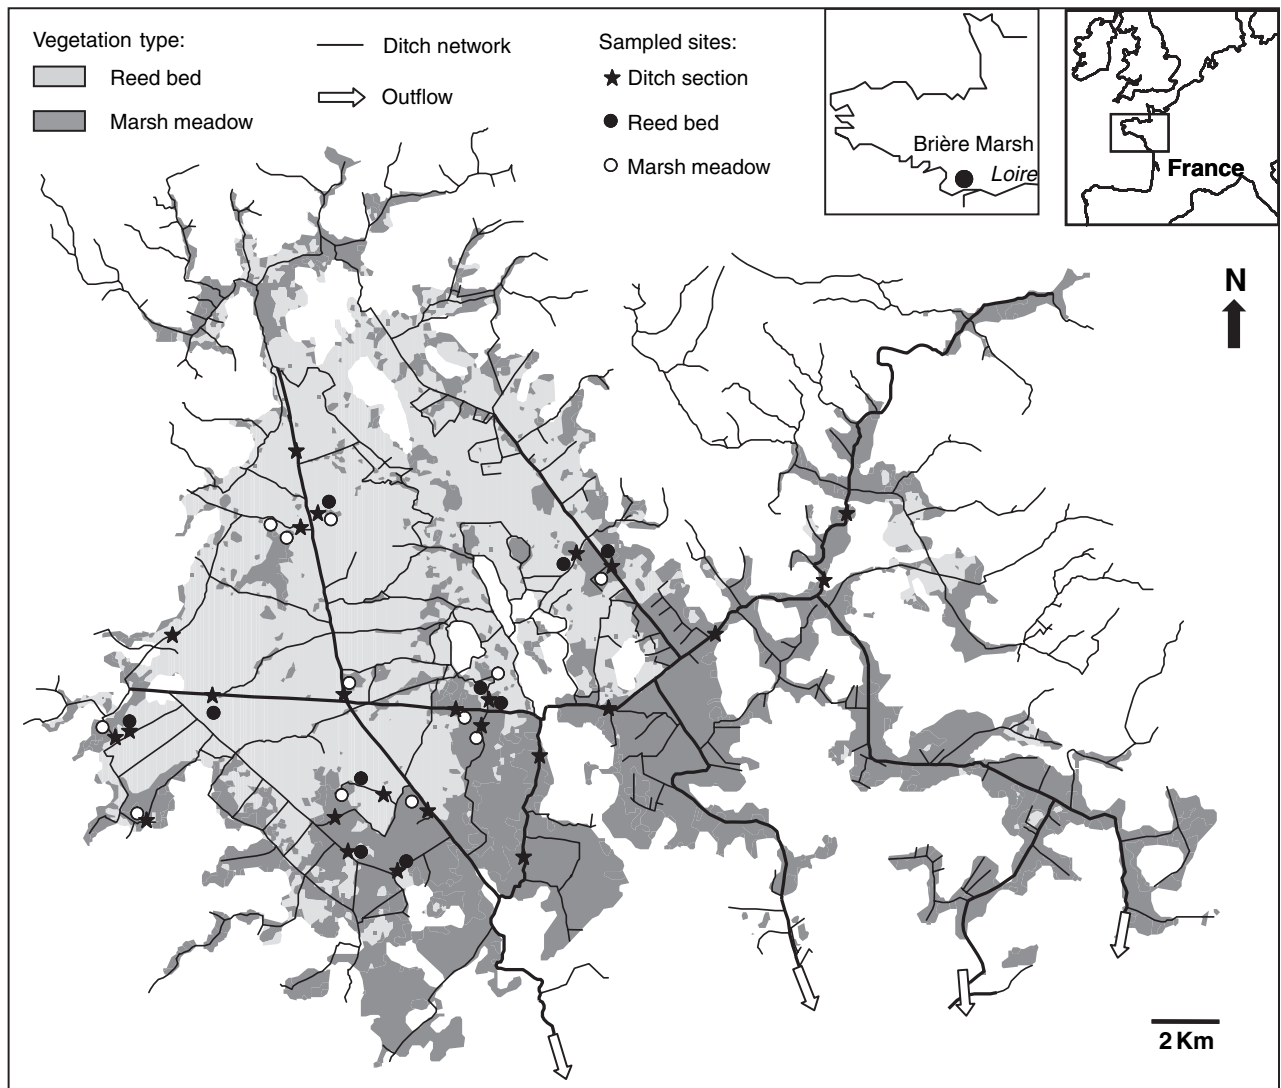 Vegetation type:
Reed bed
Marsh meadow
Ditch network
Outflow
Sampled sites:
Ditch section
Reed bed
Marsh meadow
Brière Marsh
Loire
France
N
2 Km